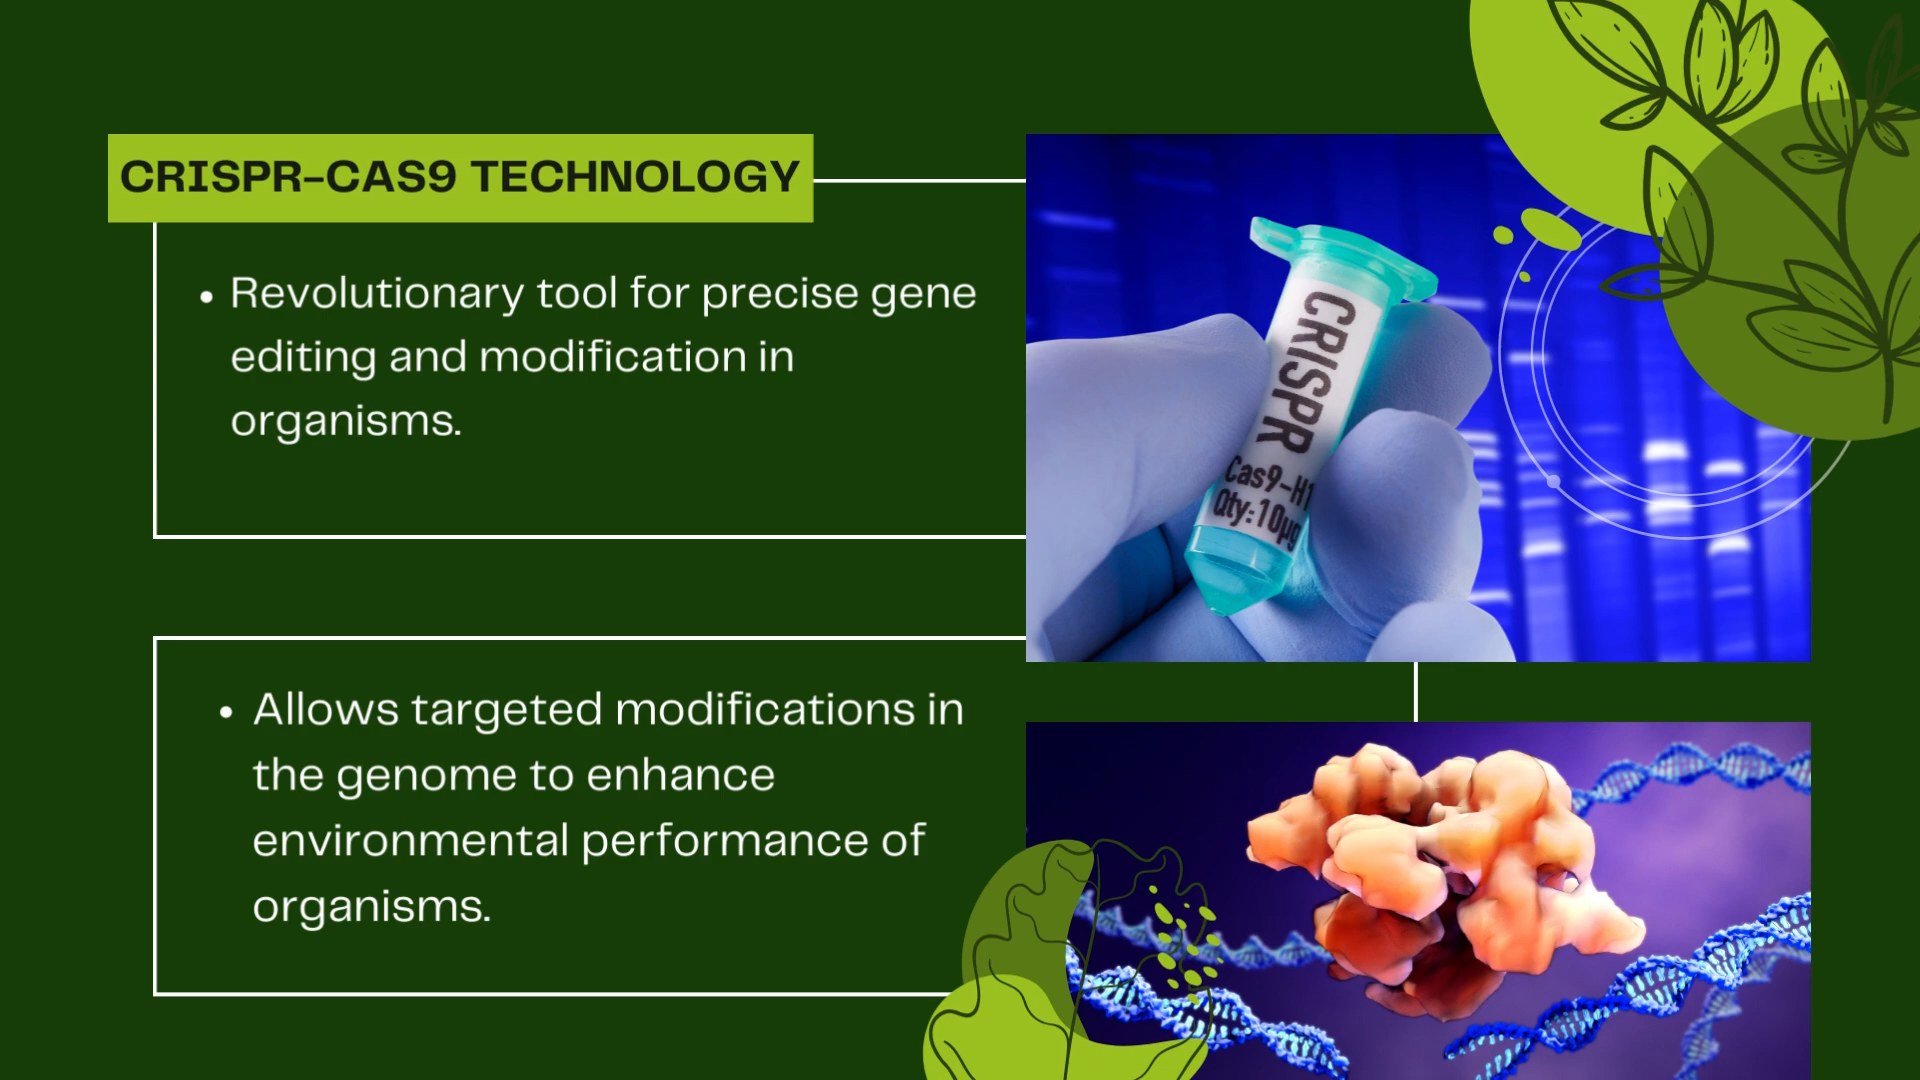 CRISPR-CAS9 TECHNOLOGY
• Revolutionary tool for precise gene
editing and modification in
organisms.
CRISPR
Cas9-H1
Qty:10µg
• Allows targeted modifications in
the genome to enhance
environmental performance of
organisms.